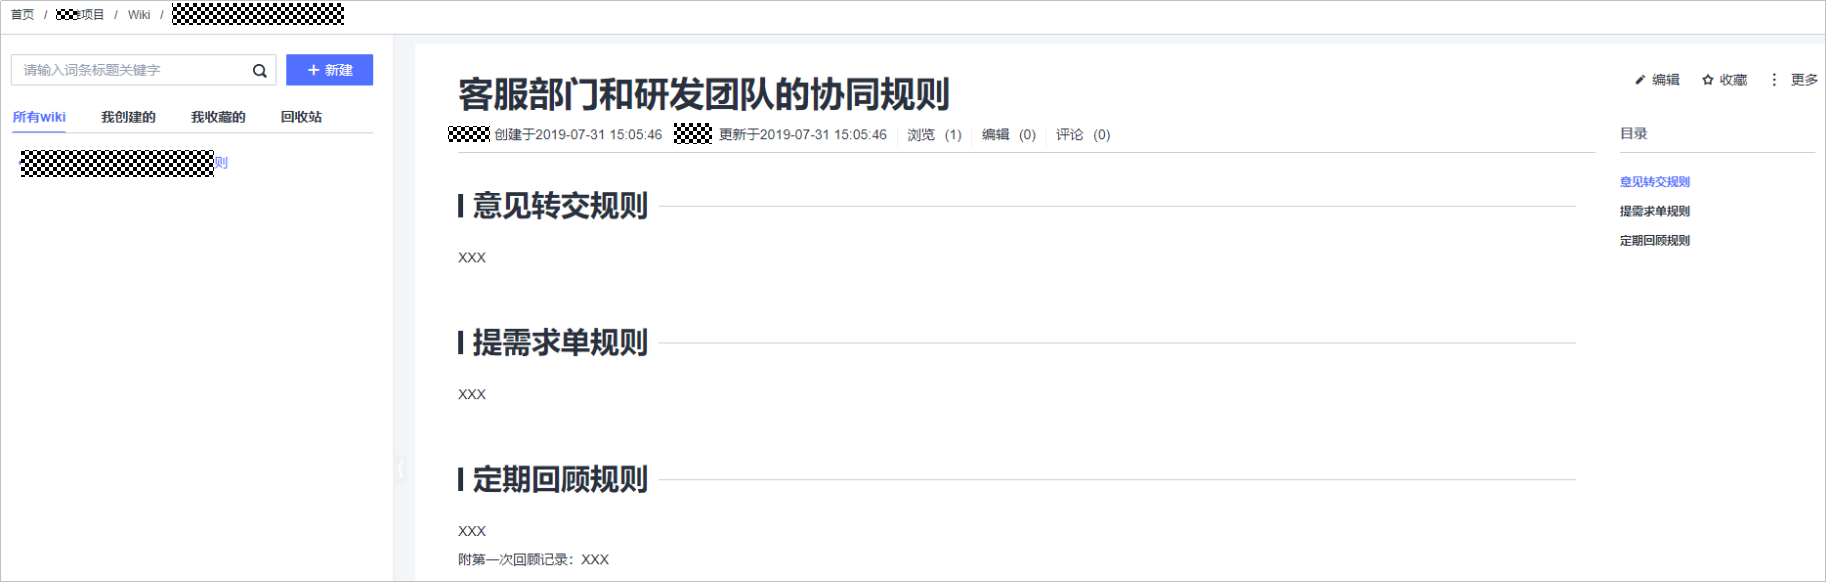 首页 / 项目 / Wiki /
请输入词条标题关键字
+ 新建
所有wiki 我创建的 我收藏的 回收站
则
客服部门和研发团队的协同规则
创建于2019-07-31 15:05:46 更新于2019-07-31 15:05:46 浏览 (1) 编辑 (0) 评论 (0)
意见转交规则
XXX
提需求单规则
XXX
定期回顾规则
XXX
附第一次回顾记录：XXX
编辑 收藏 更多
目录
意见转交规则
提需求单规则
定期回顾规则